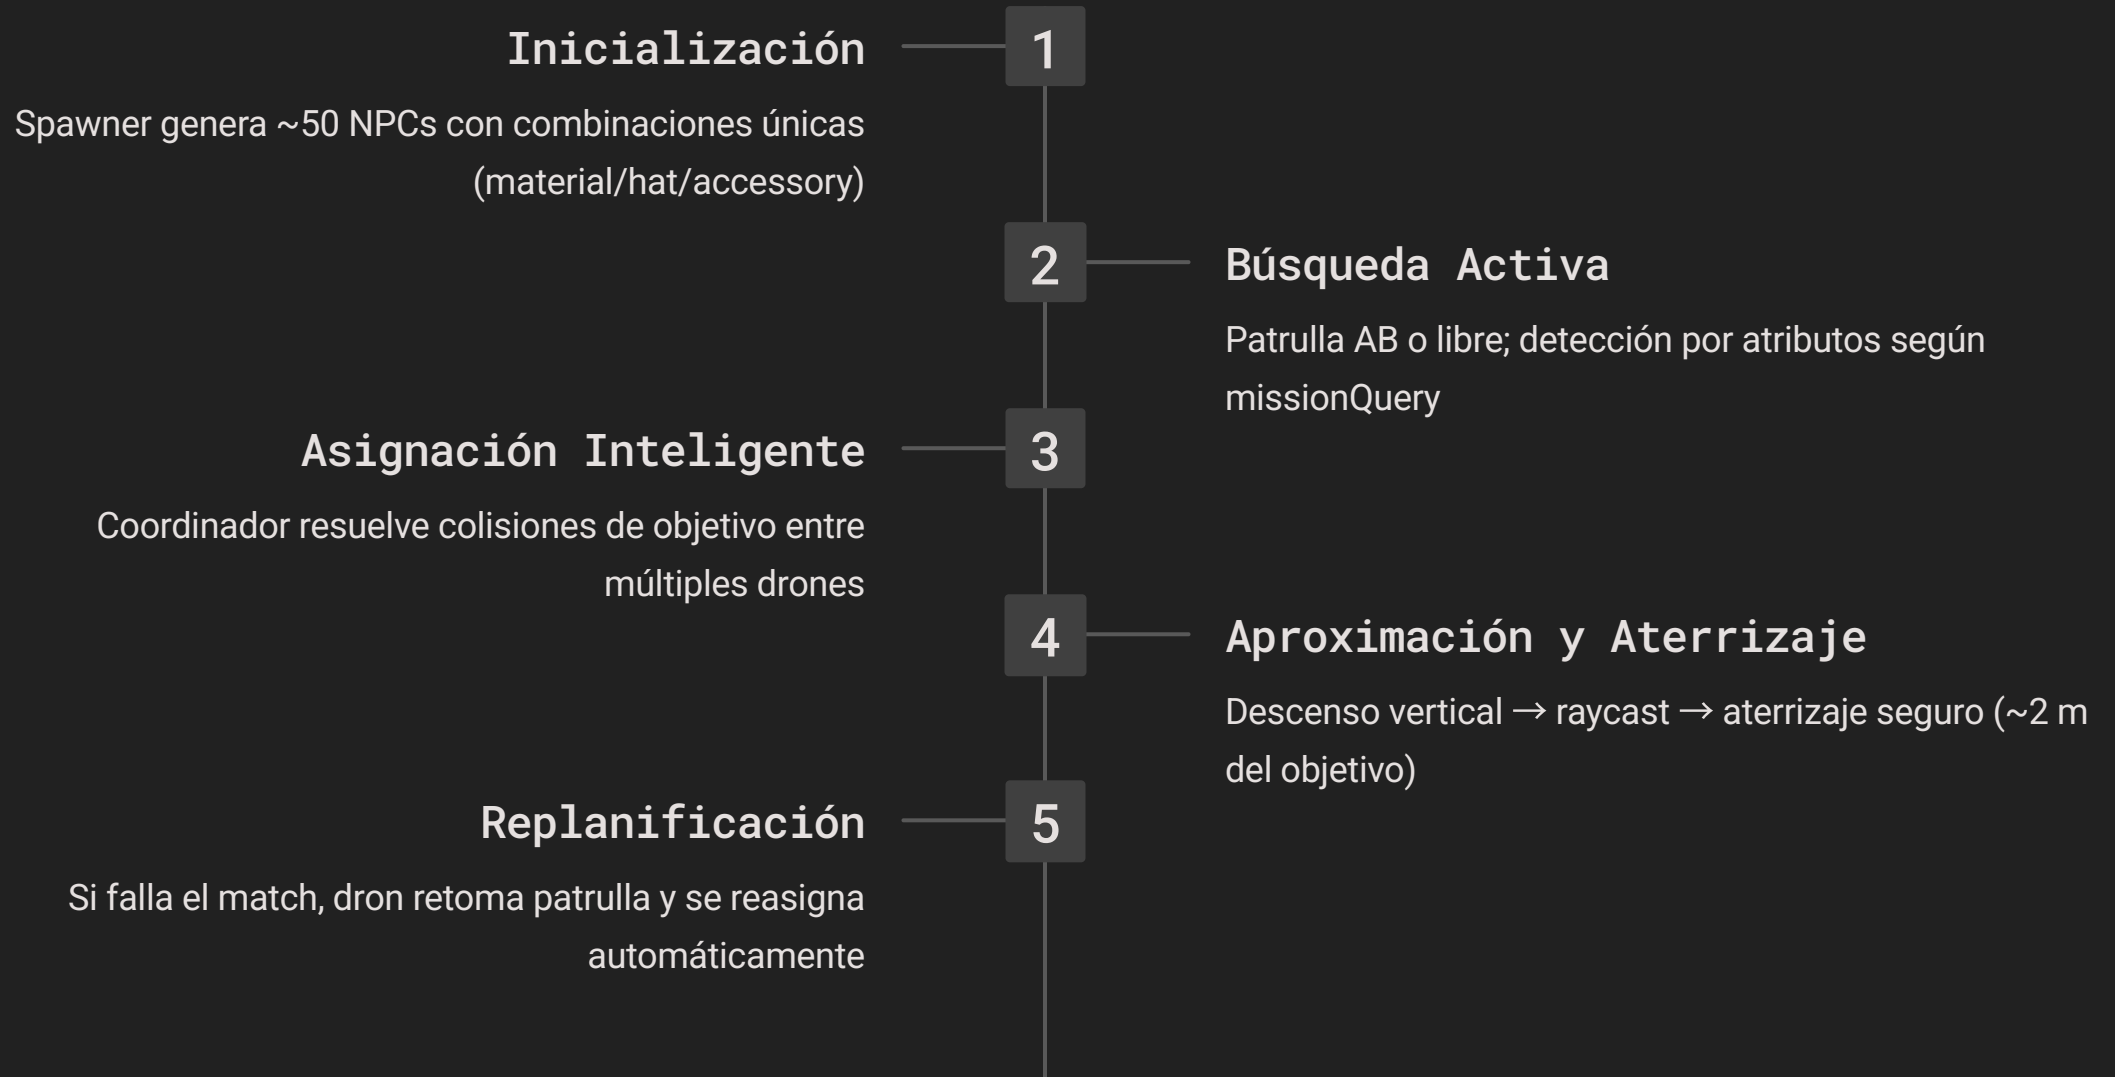 Inicialización
1
Spawner genera ~50 NPCs con combinaciones únicas
(material/hat/accessory)
2
Búsqueda Activa
Patrulla AB o libre; detección por atributos según
missionQuery
Asignación Inteligente
3
Coordinador resuelve colisiones de objetivo entre
múltiples drones
4
Aproximación y Aterrizaje
Descenso vertical → raycast → aterrizaje seguro (~2 m
del objetivo)
Replanificación
5
Si falla el match, dron retoma patrulla y se reasigna
automáticamente